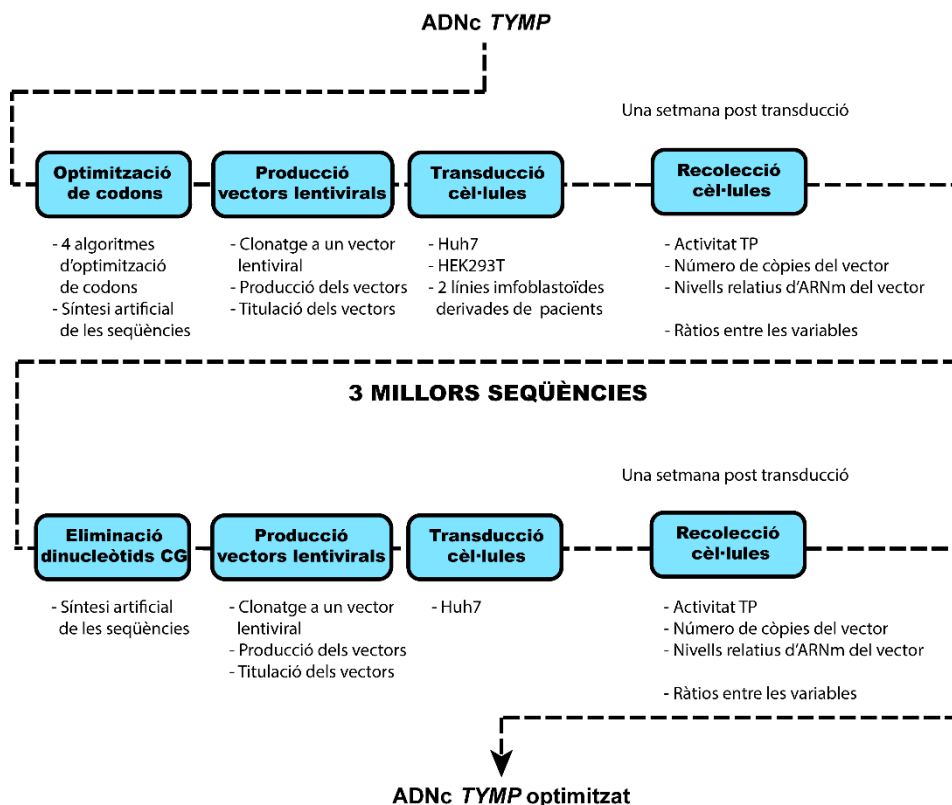 ADNc TYMP
Una setmana post transducció
Optimització
de codons
Producció
vectors lentivirals
Transducció
cèl·lules
Recolecció
cèl·lules
- 4 algoritmes
d'optimització
de codons
- Síntesi artificial
de les seqüències
- Clonatge a un vector
lentiviral
- Producció dels vectors
- Titulació dels vectors
- Huh7
- HEK293T
- 2 línies imfoblastoïdes
derivades de pacients
- Activitat TP
- Número de còpies del vector
- Nivells relatius d'ARNm del vector
- Ràtios entre les variables
3 MILLORS SEQÜÈNCIES
Una setmana post transducció
Eliminació
dinucleòtids CG
Producció
vectors lentivirals
Transducció
cèl·lules
Recolecció
cèl·lules
- Síntesi artificial
de les seqüències
- Clonatge a un vector
lentiviral
- Producció dels vectors
- Titulació dels vectors
- Huh7
- Activitat TP
- Número de còpies del vector
- Nivells relatius d'ARNm del vector
- Ràtios entre les variables
ADNc TYMP optimitzat